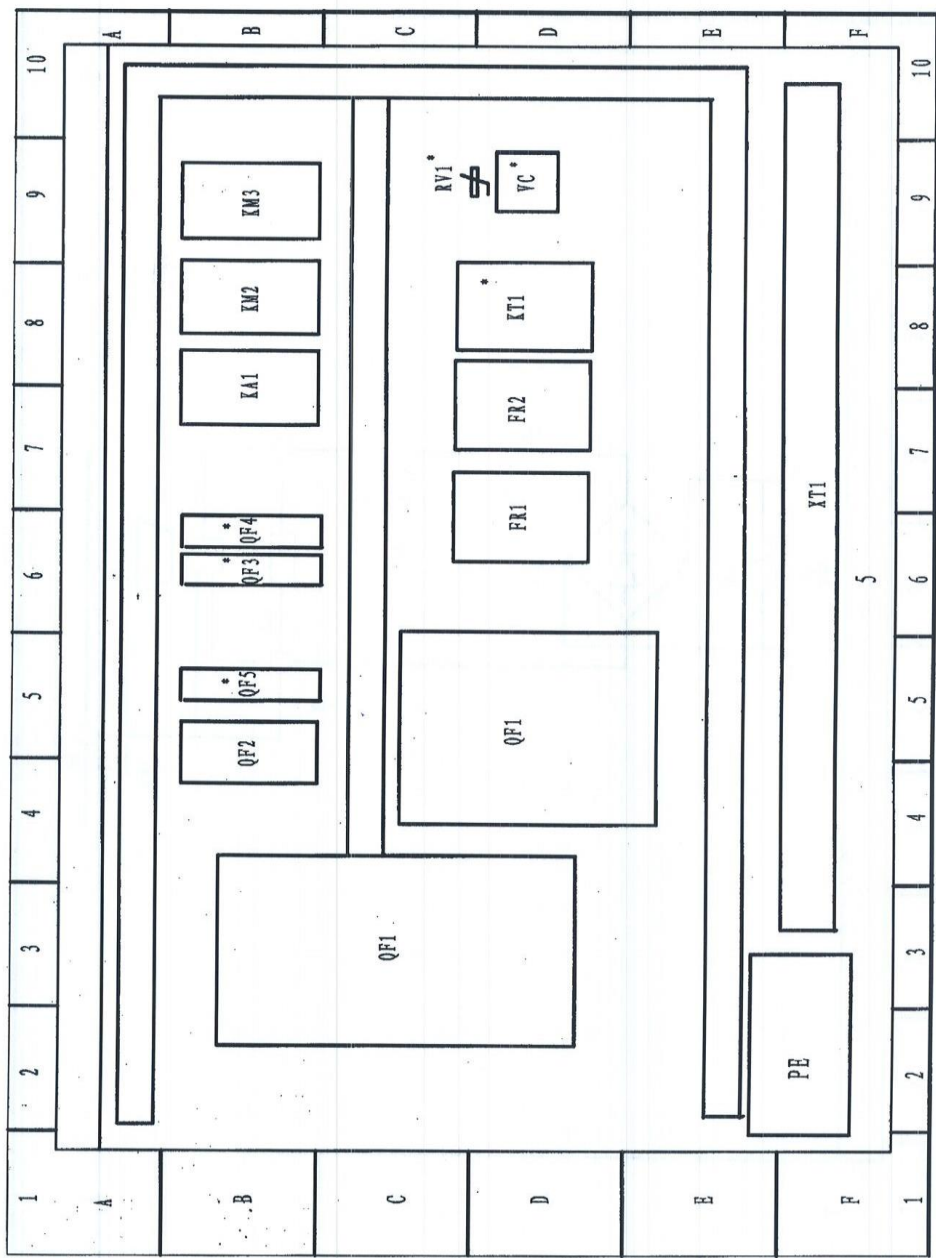 1 2 3 4 5 6 7 8 9 10
A A
QF2 QF5 * QF3 * QF4 * KA1 KM2 KM3
B B
QF1
C C
RV1 *
QF1 FR1 FR2 KT1 * VC *
D D
E E
PE XT1
F F
5
1 2 3 4 5 6 7 8 9 10